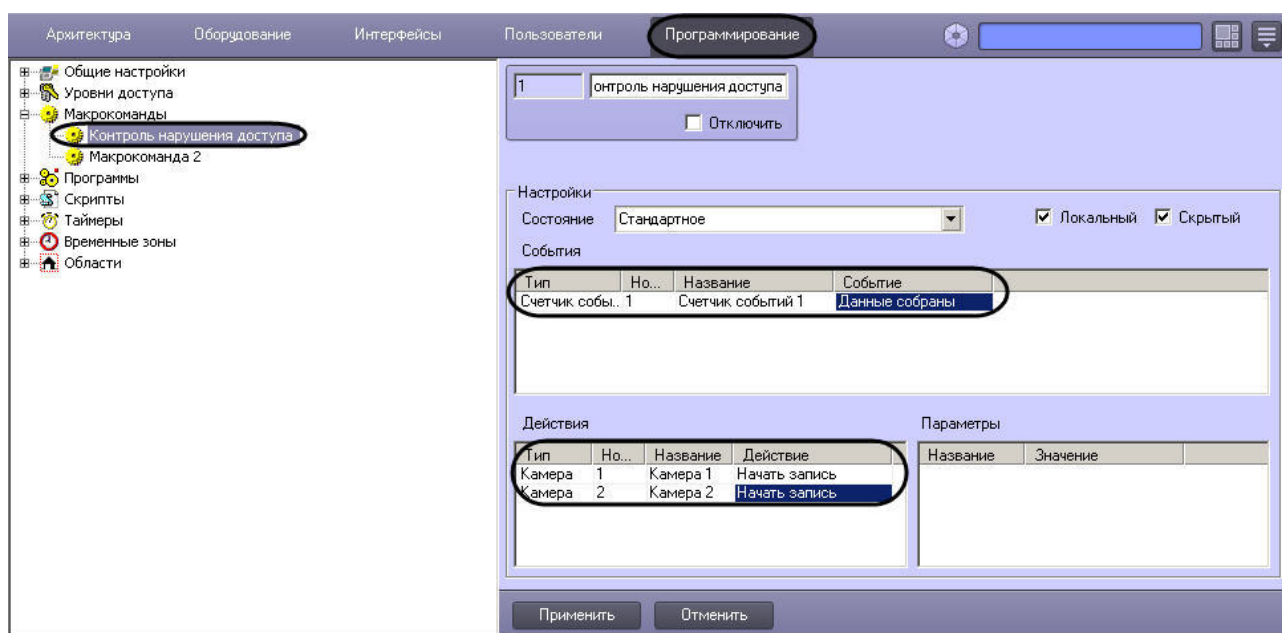 Архитектура Оборудование Интерфейсы Пользователи Программирование
Общие настройки
Уровни доступа
Макрокоманды
Контроль нарушения доступа
Макрокоманда 2
Программы
Скрипты
Таймеры
Временные зоны
Области
1 онтроль нарушения доступа
Отключить
Настройки
Состояние Стандартное Локальный Скрытый
События
Тип Но... Название Событие
Счетчик собы.. 1 Счетчик событий 1 Данные собраны
Действия
Тип Но... Название Действие
Камера 1 Камера 1 Начать запись
Камера 2 Камера 2 Начать запись
Параметры
Название Значение
Применить Отменить